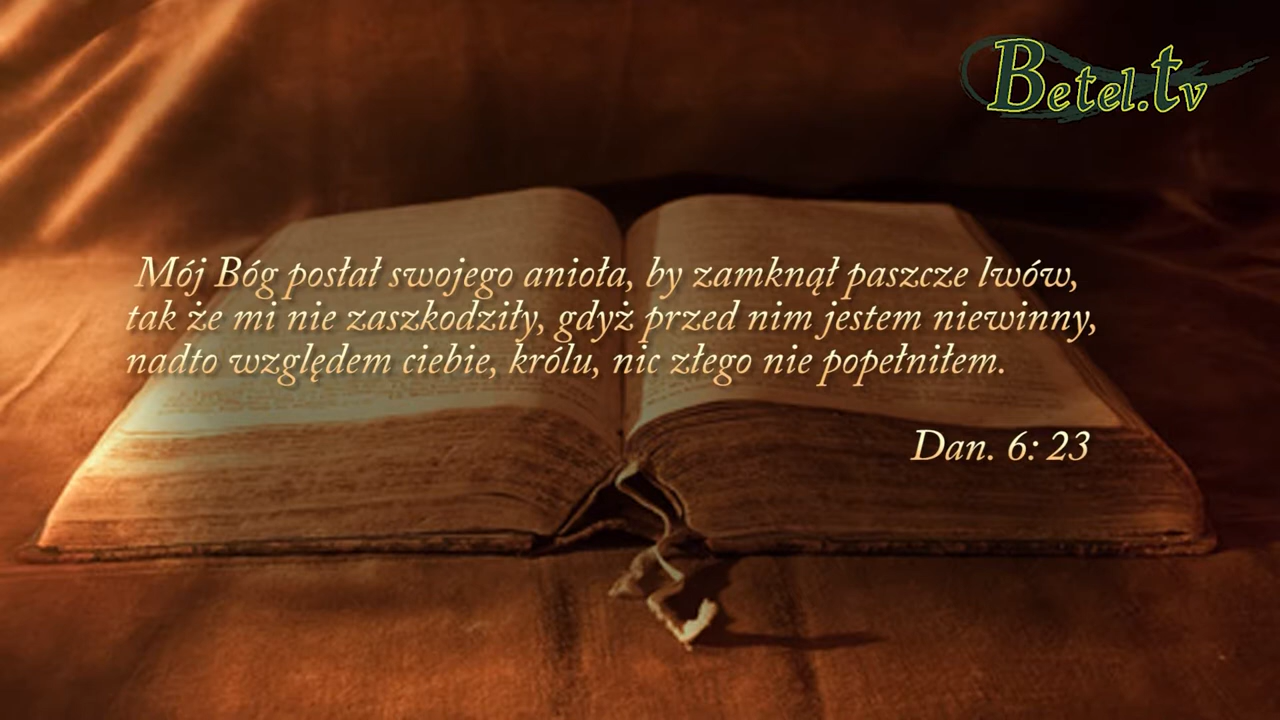 Betel.tv
Mój Bóg posłał swojego anioła, by zamknął paszcze lwów,
tak że mi nie zaszkodziły, gdyż przed nim jestem niewinny,
nadto względem ciebie, królu, nic złego nie popełniłem.
Dan. 6: 23